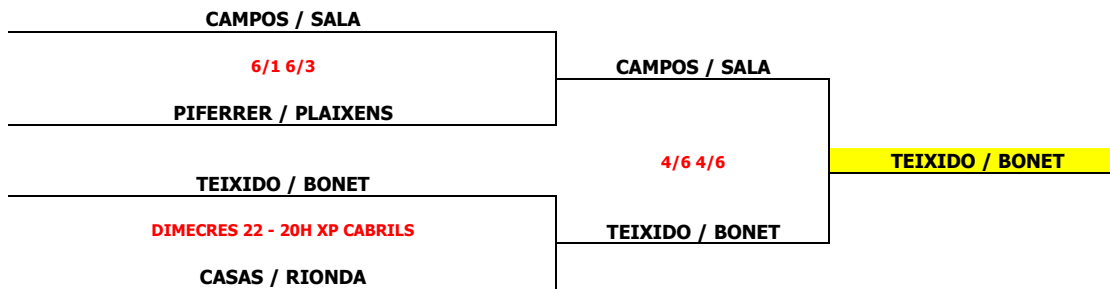 CAMPOS / SALA
6/1 6/3
CAMPOS / SALA
PIFERRER / PLAIXENS
4/6 4/6
TEIXIDO / BONET
TEIXIDO / BONET
DIMECRES 22 - 20H XP CABRILS
TEIXIDO / BONET
CASAS / RIONDA